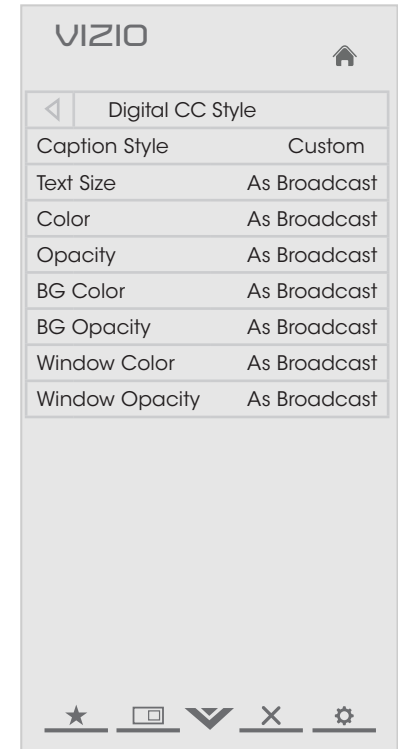 VIZIO
Digital CC Style
Caption Style Custom
Text Size As Broadcast
Color As Broadcast
Opacity As Broadcast
BG Color As Broadcast
BG Opacity As Broadcast
Window Color As Broadcast
Window Opacity As Broadcast